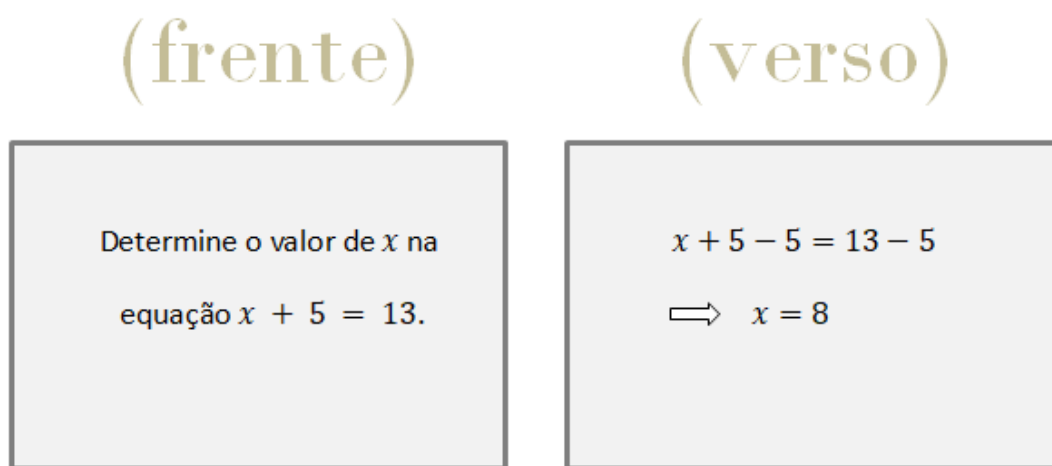 (frente)
(verso)
Determine o valor de x na
equação x + 5 = 13.
x + 5 − 5 = 13 − 5
⇒ x = 8